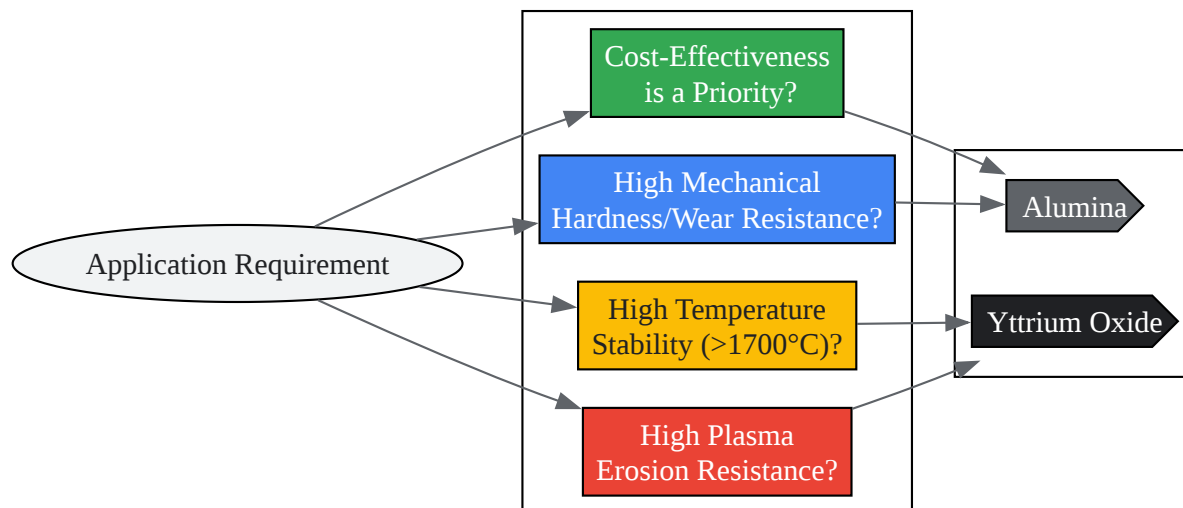 Cost-Effectiveness
is a Priority?
High Mechanical
Hardness/Wear Resistance?
Alumina
Application Requirement
High Temperature
Stability (>1700°C)?
Yttrium Oxide
High Plasma
Erosion Resistance?